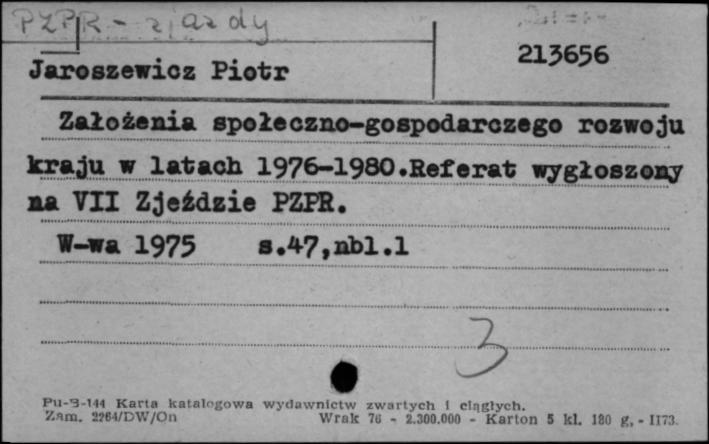 PZPR - zjazdy
213656
Jaroszewicz Piotr
Założenia społeczno-gospodarczego rozwoju
kraju w latach 1976-1980.Referat wygłoszony
na VII Zjeździe PZPR.
W-wa 1975 s.47,nbl.1
3
Pu-3-144 Karta katalogowa wydawnictw zwartych i ciągłych.
Zam. 2264/DW/On Wrak 76 - 2.300.000 - Karton 5 kl. 180 g. - II73.